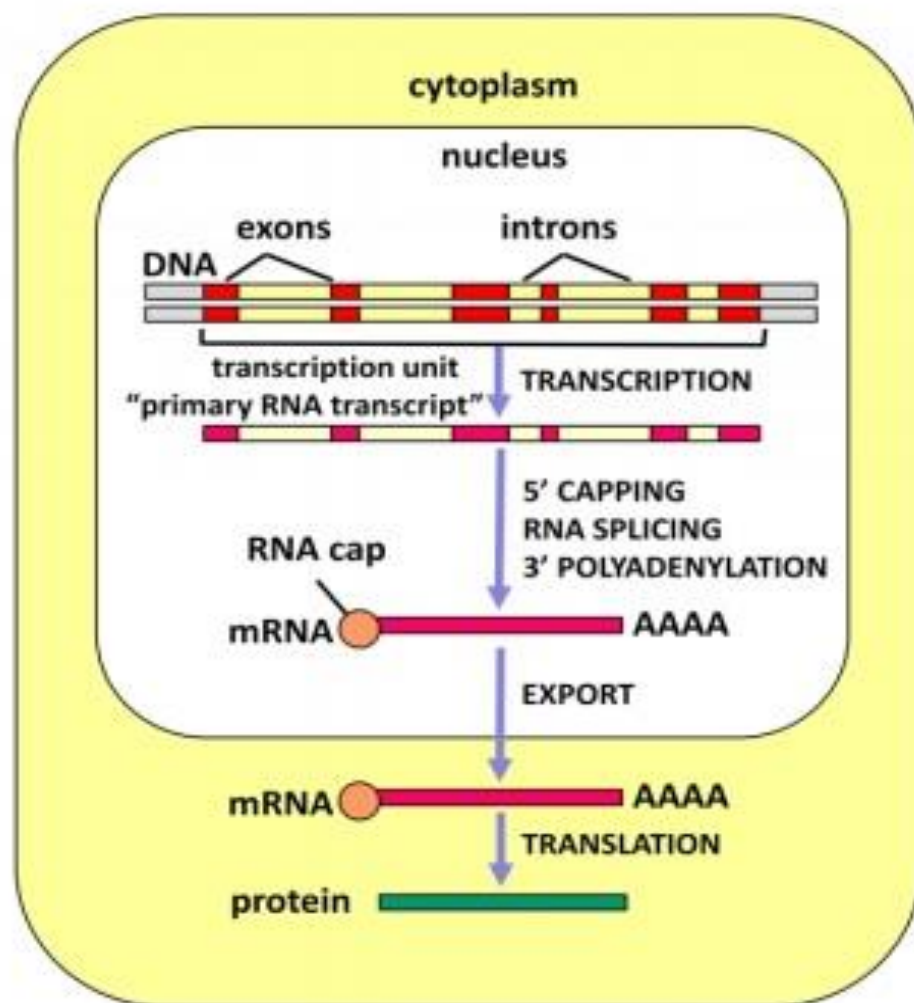 cytoplasm
nucleus
exons introns
DNA
transcription unit
“primary RNA transcript”
TRANSCRIPTION
5’ CAPPING
RNA SPLICING
3’ POLYADENYLATION
RNA cap
mRNA AAAA
EXPORT
mRNA AAAA
TRANSLATION
protein